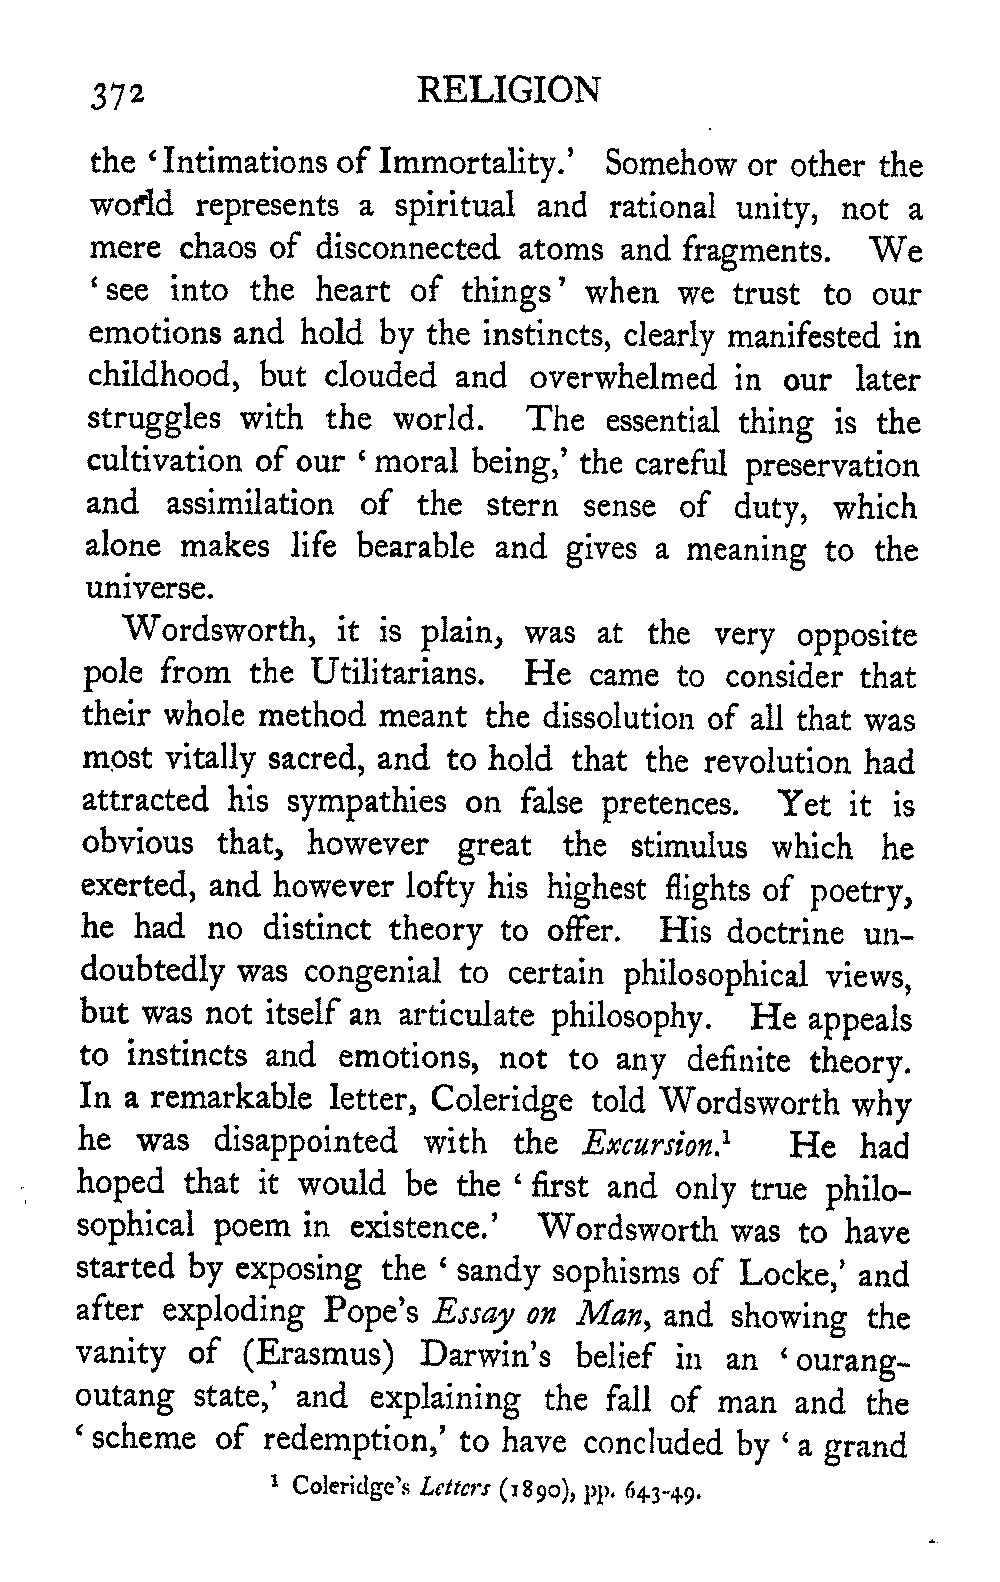 372 RELIGION
the ‘Intimations of Immortality.’ Somehow or other the
world represents a spiritual and rational unity, not a
mere chaos of disconnected atoms and fragments. We
‘see into the heart of things’ when we trust to our
emotions and hold by the instincts, clearly manifested in
childhood, but clouded and overwhelmed in our later
struggles with the world. The essential thing is the
cultivation of our ‘moral being,’ the careful preservation
and assimilation of the stern sense of duty, which
alone makes life bearable and gives a meaning to the
universe.
Wordsworth, it is plain, was at the very opposite
pole from the Utilitarians. He came to consider that
their whole method meant the dissolution of all that was
most vitally sacred, and to hold that the revolution had
attracted his sympathies on false pretences. Yet it is
obvious that, however great the stimulus which he
exerted, and however lofty his highest flights of poetry,
he had no distinct theory to offer. His doctrine un-
doubtedly was congenial to certain philosophical views,
but was not itself an articulate philosophy. He appeals
to instincts and emotions, not to any definite theory.
In a remarkable letter, Coleridge told Wordsworth why
he was disappointed with the Excursion.¹ He had
hoped that it would be the ‘first and only true philo-
sophical poem in existence.’ Wordsworth was to have
started by exposing the ‘sandy sophisms of Locke,’ and
after exploding Pope’s Essay on Man, and showing the
vanity of (Erasmus) Darwin’s belief in an ‘ourang-
outang state,’ and explaining the fall of man and the
‘scheme of redemption,’ to have concluded by ‘a grand
¹ Coleridge’s Letters (1890), pp. 643-49.